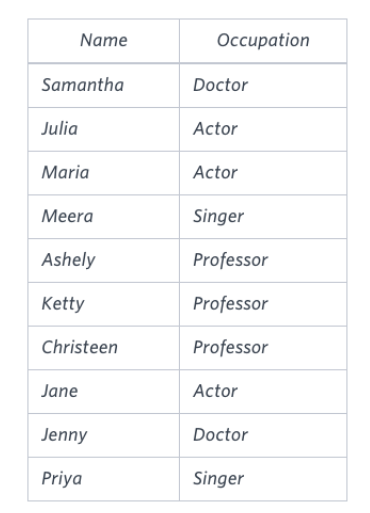 Name Occupation
Samantha Doctor
Julia Actor
Maria Actor
Meera Singer
Ashely Professor
Ketty Professor
Christeen Professor
Jane Actor
Jenny Doctor
Priya Singer